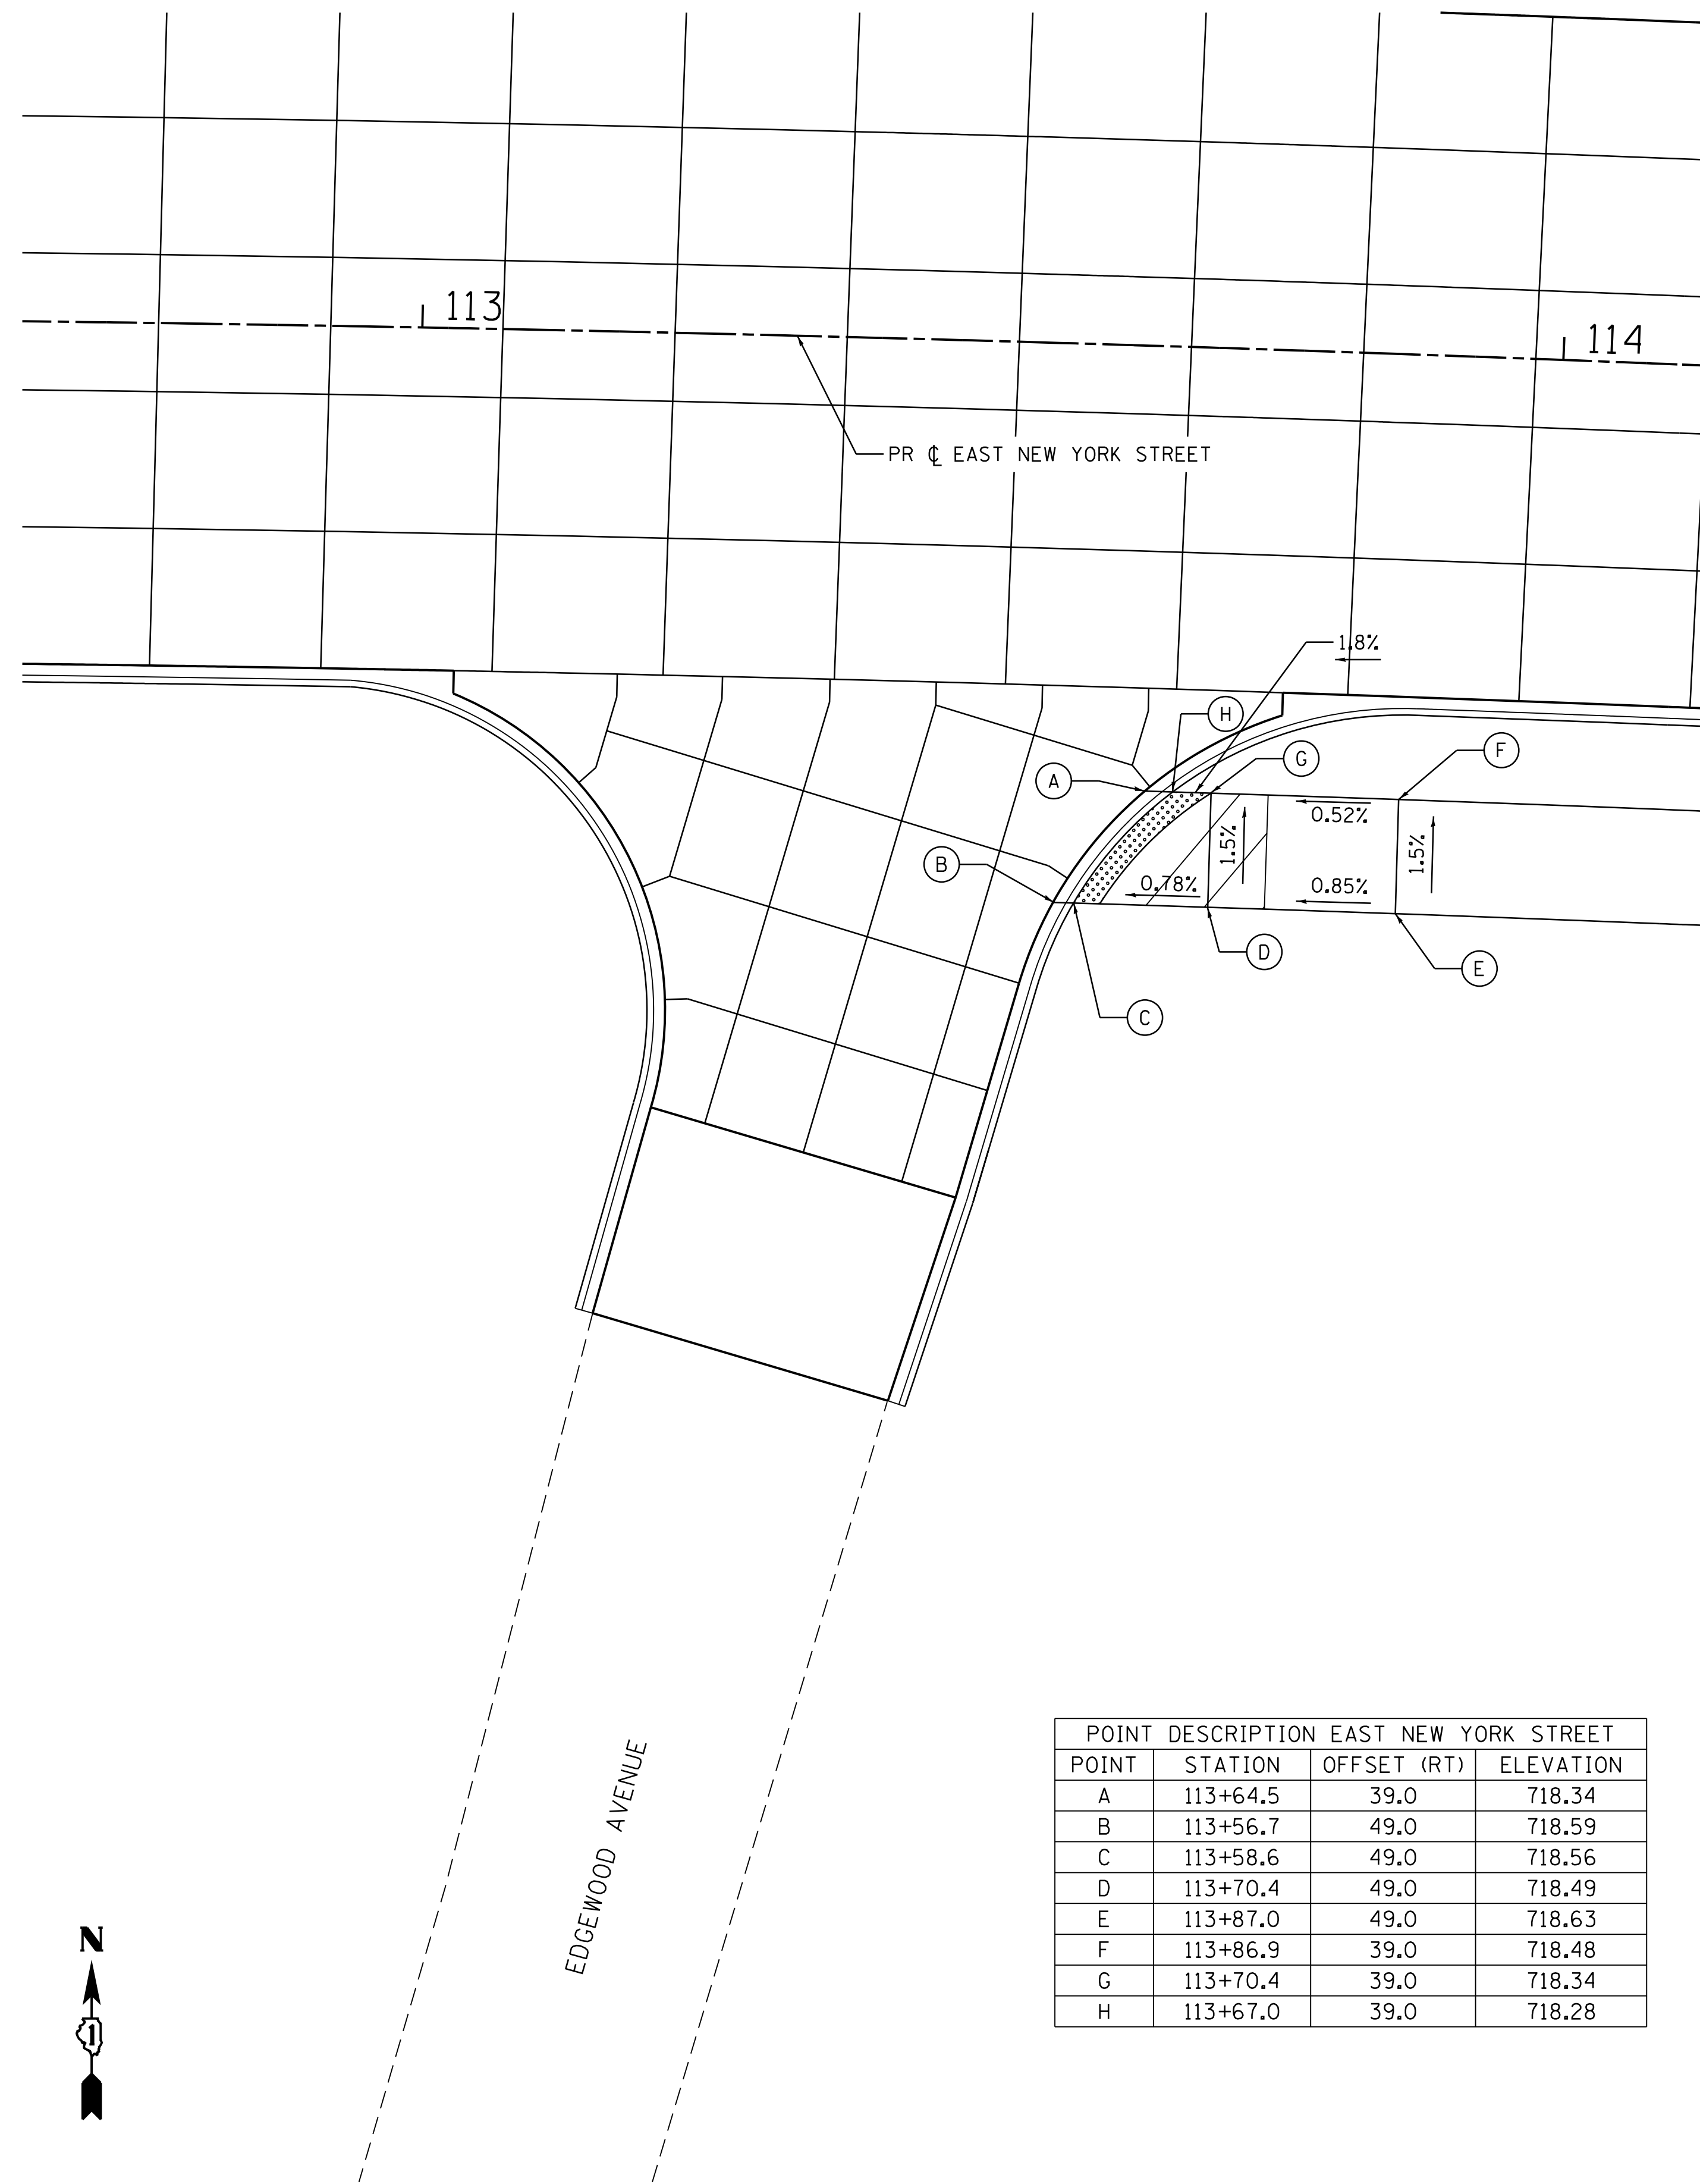 113
114
PR ℄ EAST NEW YORK STREET
1.8%
H
G
F
A
0.52%
1.5%
1.5%
B
0.78%
0.85%
D
E
C
EDGEWOOD AVENUE
POINT DESCRIPTION EAST NEW YORK STREET
POINT STATION OFFSET (RT) ELEVATION
A 113+64.5 39.0 718.34
B 113+56.7 49.0 718.59
C 113+58.6 49.0 718.56
D 113+70.4 49.0 718.49
E 113+87.0 49.0 718.63
F 113+86.9 39.0 718.48
G 113+70.4 39.0 718.34
H 113+67.0 39.0 718.28
N
1